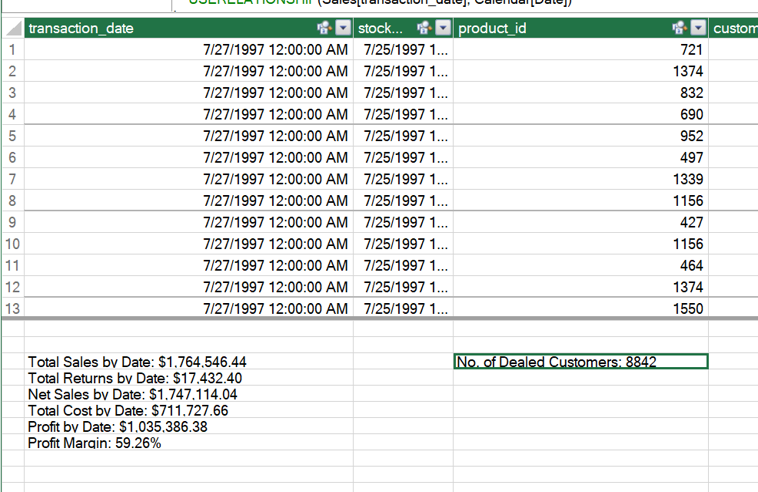 USERELATIONSHIP(Sales[transaction_date], Calendar[Date])
transaction_date stock... product_id custom
1 7/27/1997 12:00:00 AM 7/25/1997 1... 721
2 7/27/1997 12:00:00 AM 7/25/1997 1... 1374
3 7/27/1997 12:00:00 AM 7/25/1997 1... 832
4 7/27/1997 12:00:00 AM 7/25/1997 1... 690
5 7/27/1997 12:00:00 AM 7/25/1997 1... 952
6 7/27/1997 12:00:00 AM 7/25/1997 1... 497
7 7/27/1997 12:00:00 AM 7/25/1997 1... 1339
8 7/27/1997 12:00:00 AM 7/25/1997 1... 1156
9 7/27/1997 12:00:00 AM 7/25/1997 1... 427
10 7/27/1997 12:00:00 AM 7/25/1997 1... 1156
11 7/27/1997 12:00:00 AM 7/25/1997 1... 464
12 7/27/1997 12:00:00 AM 7/25/1997 1... 1374
13 7/27/1997 12:00:00 AM 7/25/1997 1... 1550
Total Sales by Date: $1,764,546.44 No. of Dealed Customers: 8842
Total Returns by Date: $17,432.40
Net Sales by Date: $1,747,114.04
Total Cost by Date: $711,727.66
Profit by Date: $1,035,386.38
Profit Margin: 59.26%